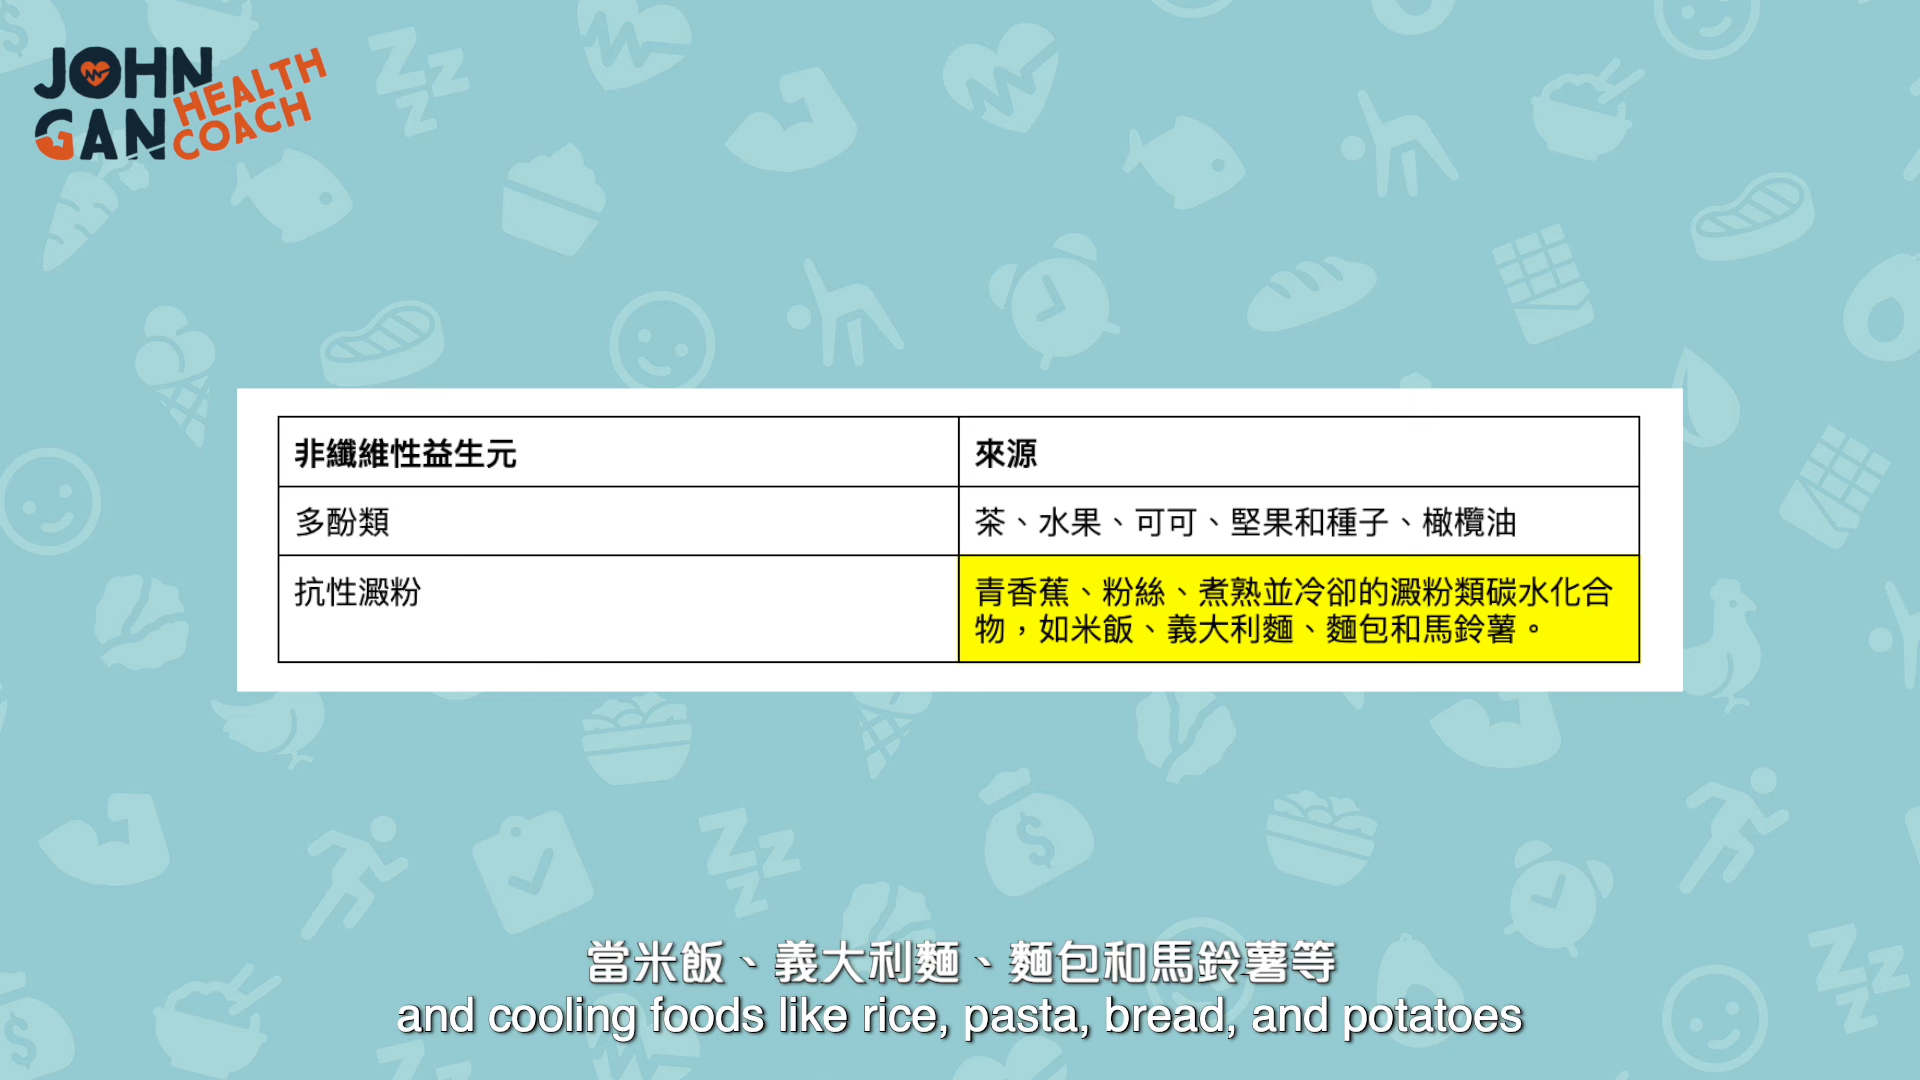 JOHN
GAN
HEALTH
COACH
非纖維性益生元
來源
多酚類
茶、水果、可可、堅果和種子、橄欖油
抗性澱粉
青香蕉、粉絲、煮熟並冷卻的澱粉類碳水化合
物，如米飯、義大利麵、麵包和馬鈴薯。
當米飯、義大利麵、麵包和馬鈴薯等
and cooling foods like rice, pasta, bread, and potatoes